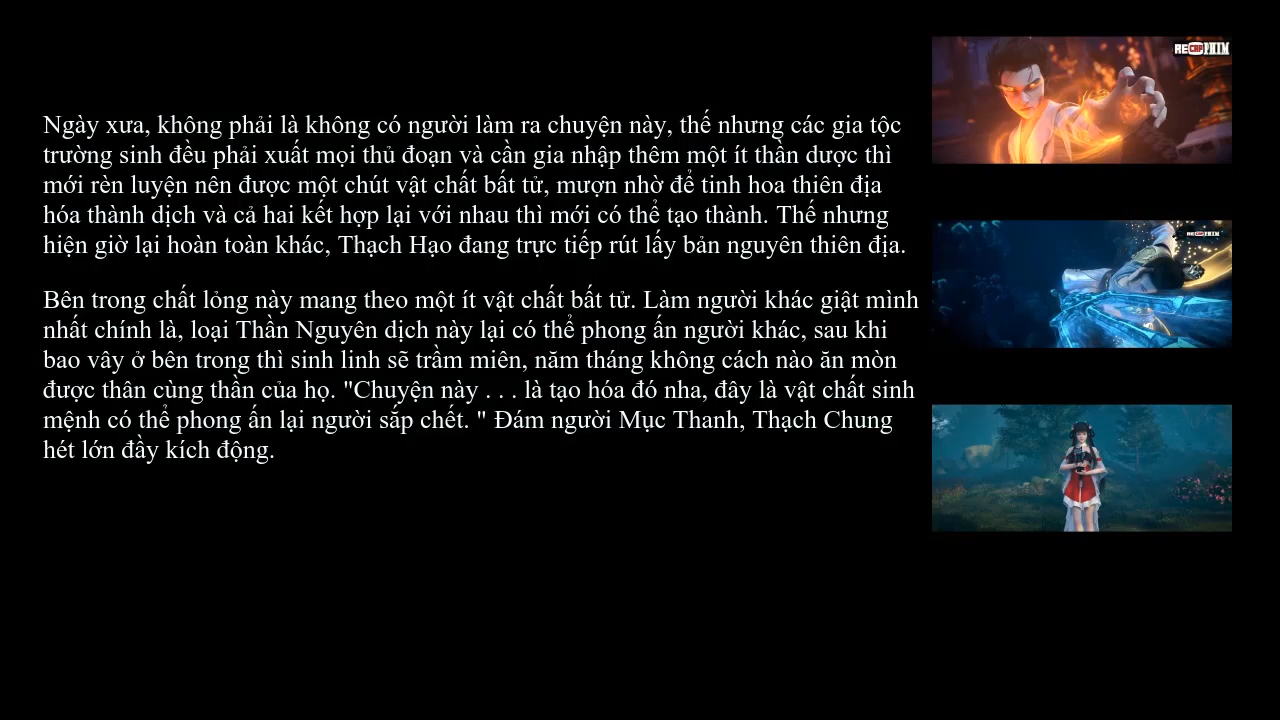 Ngày xưa, không phải là không có người làm ra chuyện này, thế nhưng các gia tộc
trường sinh đều phải xuất mọi thủ đoạn và cần gia nhập thêm một ít thần dược thì
mới rèn luyện nên được một chút vật chất bất tử, mượn nhờ để tinh hoa thiên địa
hóa thành dịch và cả hai kết hợp lại với nhau thì mới có thể tạo thành. Thế nhưng
hiện giờ lại hoàn toàn khác, Thạch Hạo đang trực tiếp rút lấy bản nguyên thiên địa.
Bên trong chất lỏng này mang theo một ít vật chất bất tử. Làm người khác giật mình
nhất chính là, loại Thần Nguyên dịch này lại có thể phong ấn người khác, sau khi
bao vây ở bên trong thì sinh linh sẽ trầm miên, năm tháng không cách nào ăn mòn
được thân cùng thần của họ. "Chuyện này . . . là tạo hóa đó nha, đây là vật chất sinh
mệnh có thể phong ấn lại người sắp chết. " Đám người Mục Thanh, Thạch Chung
hét lớn đầy kích động.
RECAP PHIM
RECAP PHIM